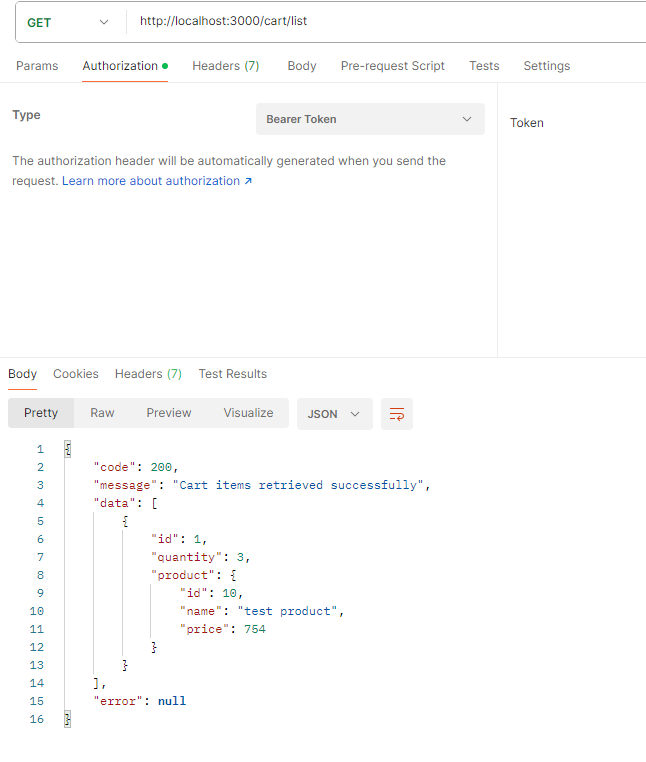 GET http://localhost:3000/cart/list
Params Authorization Headers (7) Body Pre-request Script Tests Settings
Type Bearer Token Token
The authorization header will be automatically generated when you send the
request. Learn more about authorization ↗
Body Cookies Headers (7) Test Results
Pretty Raw Preview Visualize JSON
1 {
2 "code": 200,
3 "message": "Cart items retrieved successfully",
4 "data": [
5 {
6 "id": 1,
7 "quantity": 3,
8 "product": {
9 "id": 10,
10 "name": "test product",
11 "price": 754
12 }
13 }
14 ],
15 "error": null
16 }